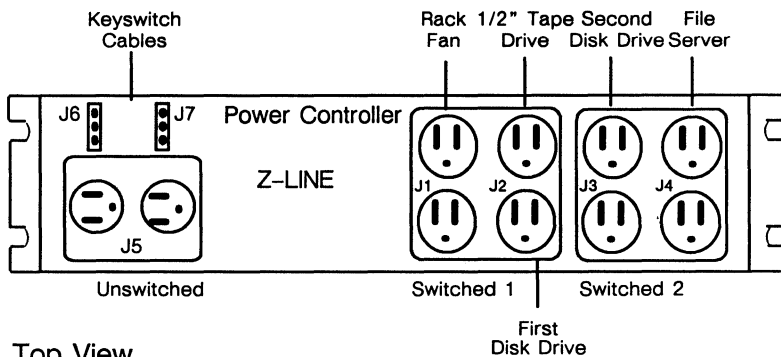 Keyswitch
Cables
Rack
Fan
1/2" Tape
Drive
Second
Disk Drive
File
Server
J6
J7
Power Controller
Z-LINE
J1
J2
J3
J4
J5
Unswitched
Switched 1
Switched 2
First
Disk Drive
Top View